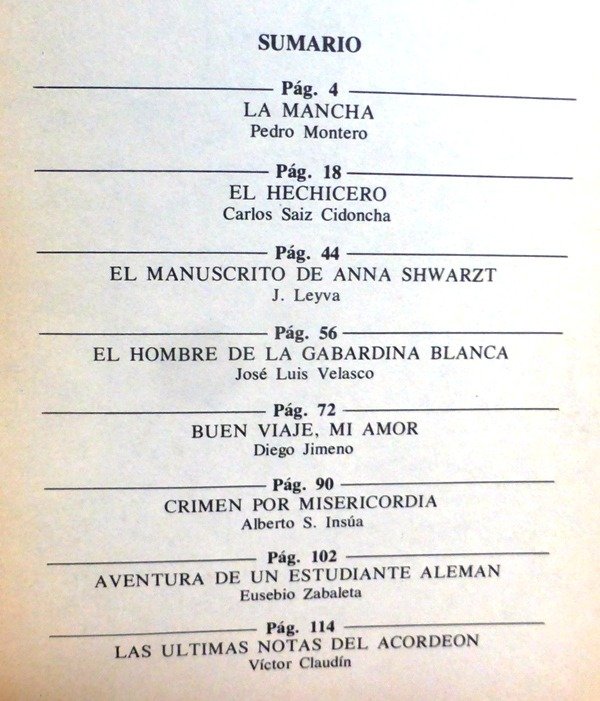 SUMARIO
Pág. 4
LA MANCHA
Pedro Montero
Pág. 18
EL HECHICERO
Carlos Saiz Cidoncha
Pág. 44
EL MANUSCRITO DE ANNA SHWARZT
J. Leyva
Pág. 56
EL HOMBRE DE LA GABARDINA BLANCA
José Luis Velasco
Pág. 72
BUEN VIAJE, MI AMOR
Diego Jimeno
Pág. 90
CRIMEN POR MISERICORDIA
Alberto S. Insúa
Pág. 102
AVENTURA DE UN ESTUDIANTE ALEMAN
Eusebio Zabaleta
Pág. 114
LAS ULTIMAS NOTAS DEL ACORDEON
Víctor Claudín